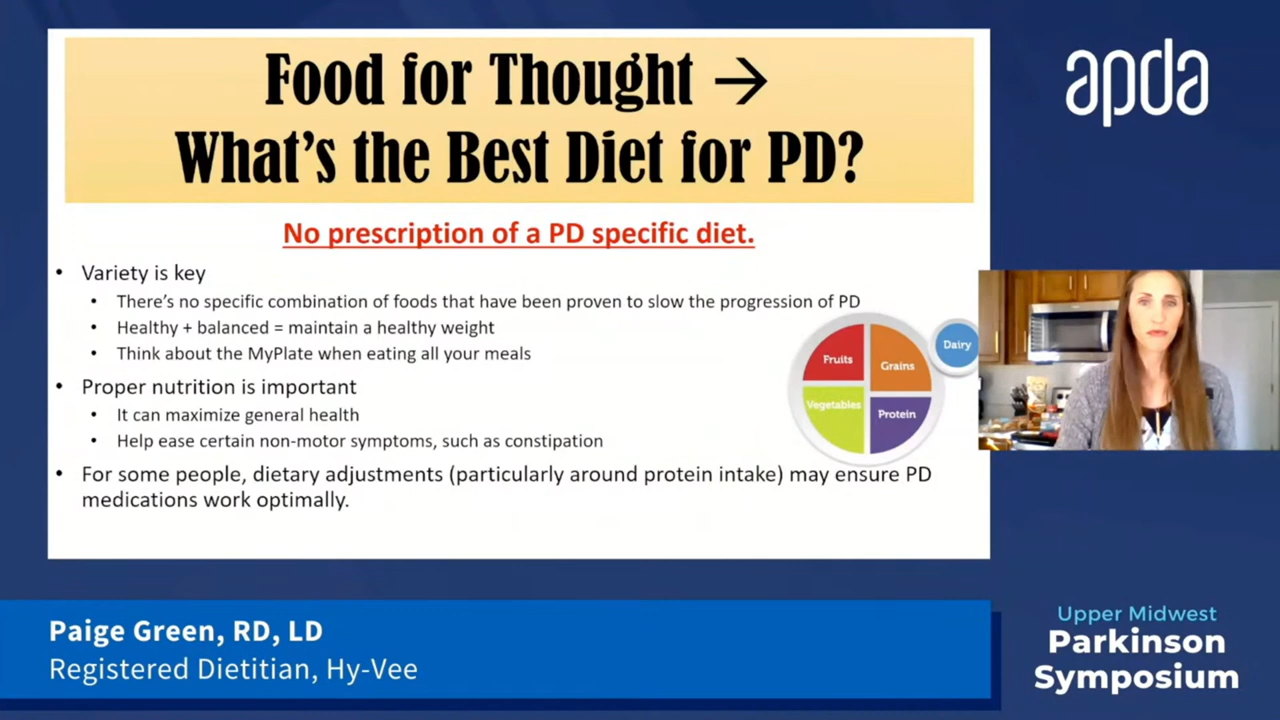 Food for Thought →
What's the Best Diet for PD?
No prescription of a PD specific diet.
• Variety is key
• There's no specific combination of foods that have been proven to slow the progression of PD
• Healthy + balanced = maintain a healthy weight
• Think about the MyPlate when eating all your meals
• Proper nutrition is important
• It can maximize general health
• Help ease certain non-motor symptoms, such as constipation
• For some people, dietary adjustments (particularly around protein intake) may ensure PD
medications work optimally.
Fruits
Grains
Dairy
Vegetables
Protein
apda
Paige Green, RD, LD
Registered Dietitian, Hy-Vee
Upper Midwest
Parkinson
Symposium